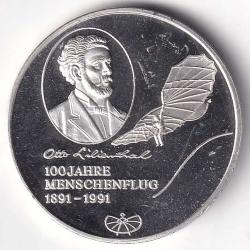 Otto Lilienthal
100 JAHRE
MENSCHENFLUG
1891-1991